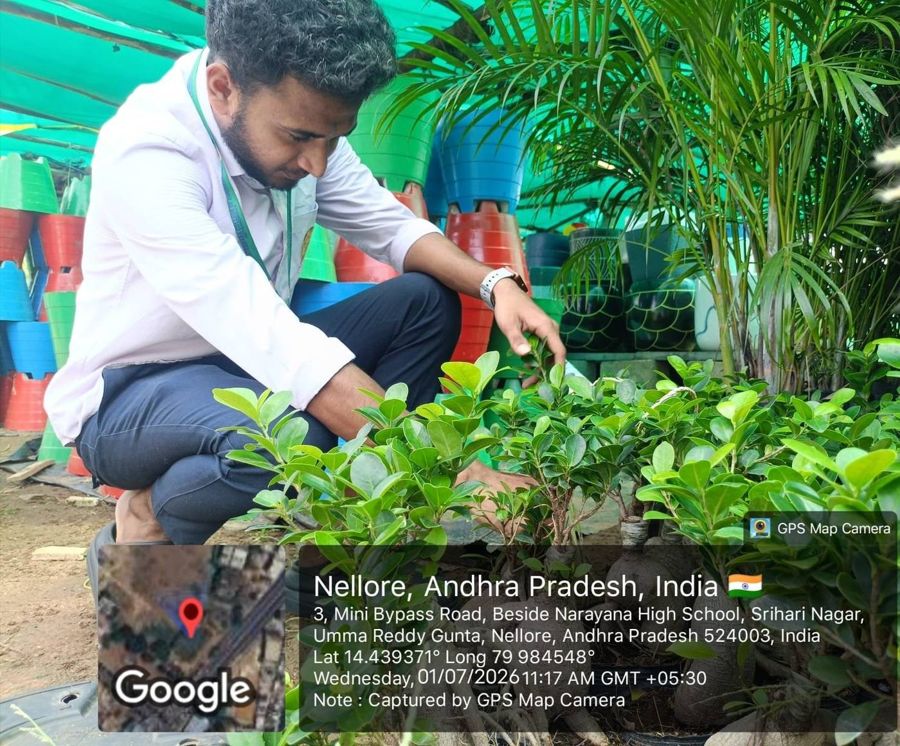 GPS Map Camera
Nellore, Andhra Pradesh, India
3, Mini Bypass Road, Beside Narayana High School, Srihari Nagar,
Umma Reddy Gunta, Nellore, Andhra Pradesh 524003, India
Lat 14.439371° Long 79 984548°
Wednesday, 01/07/2026 11:17 AM GMT +05:30
Note : Captured by GPS Map Camera
Google